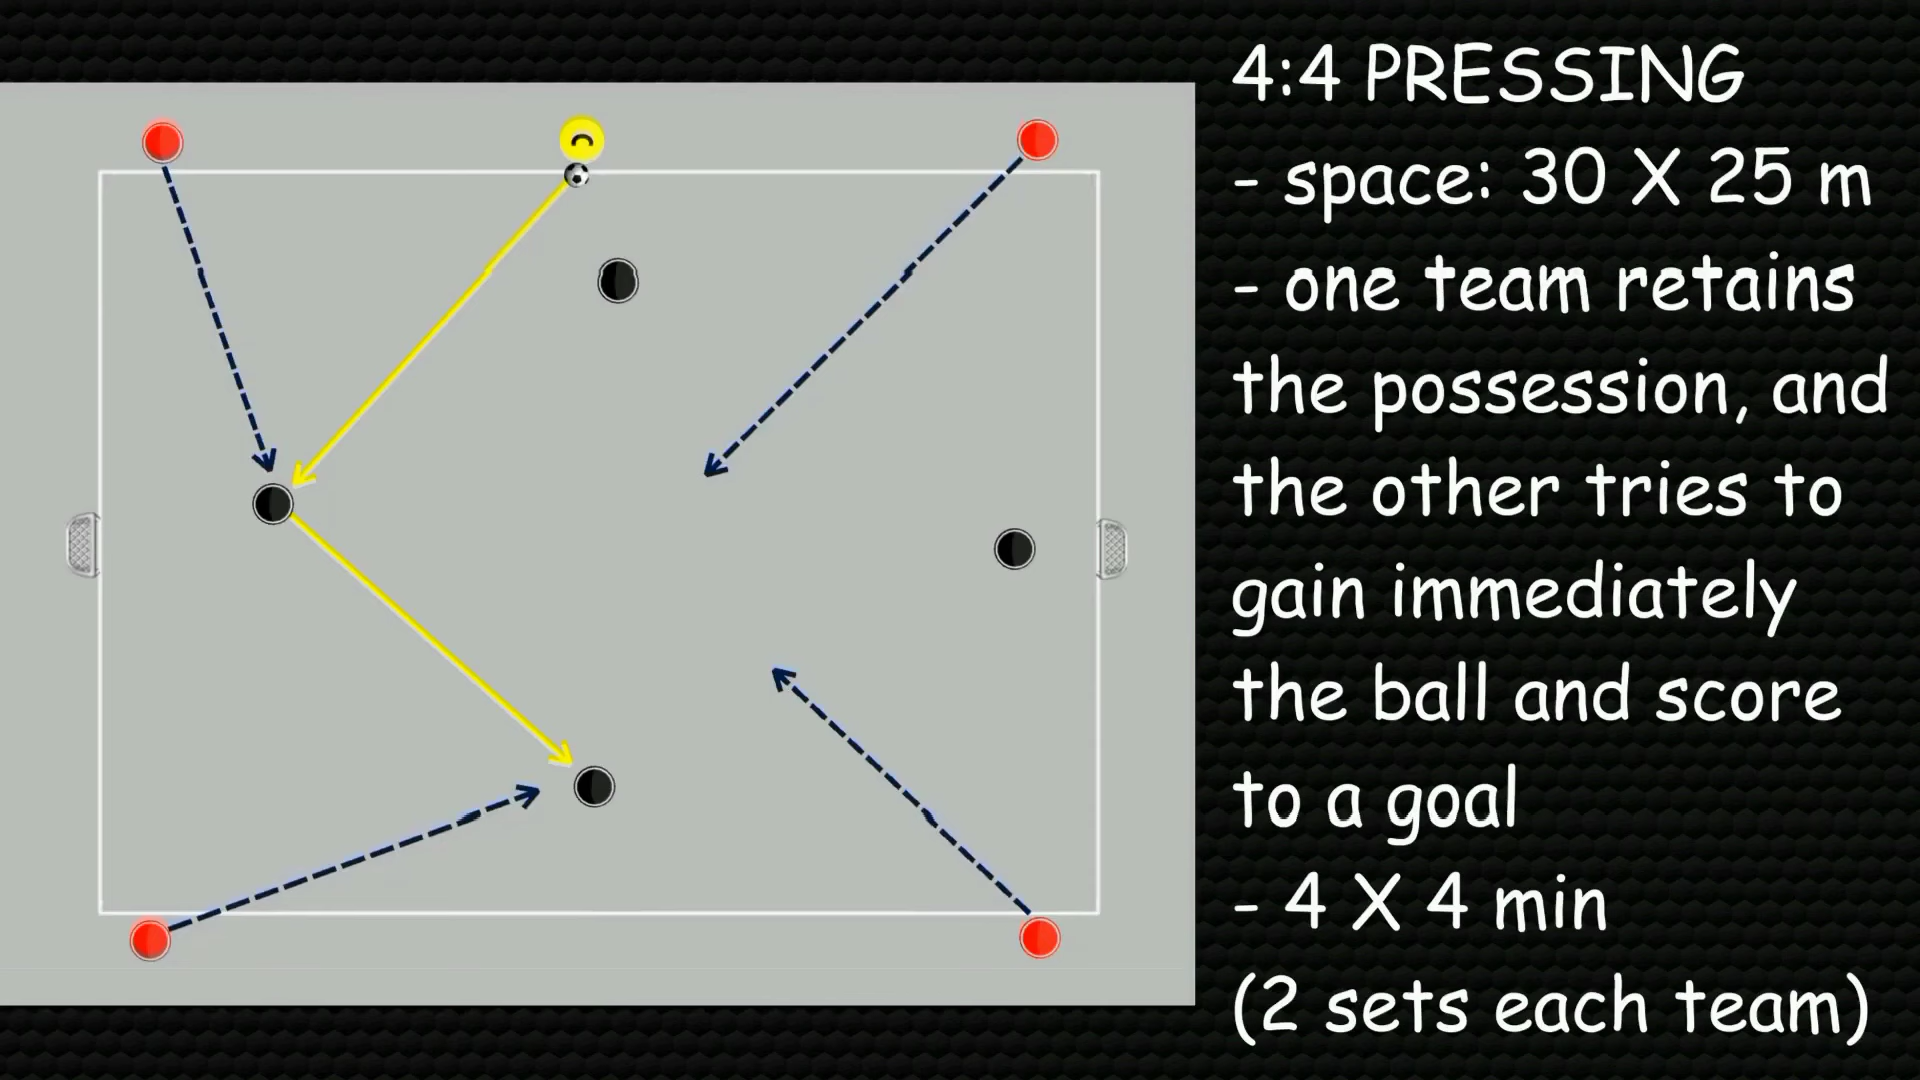 4:4 PRESSING
- space: 30 X 25 m
- one team retains
the possession, and
the other tries to
gain immediately
the ball and score
to a goal
- 4 X 4 min
(2 sets each team)